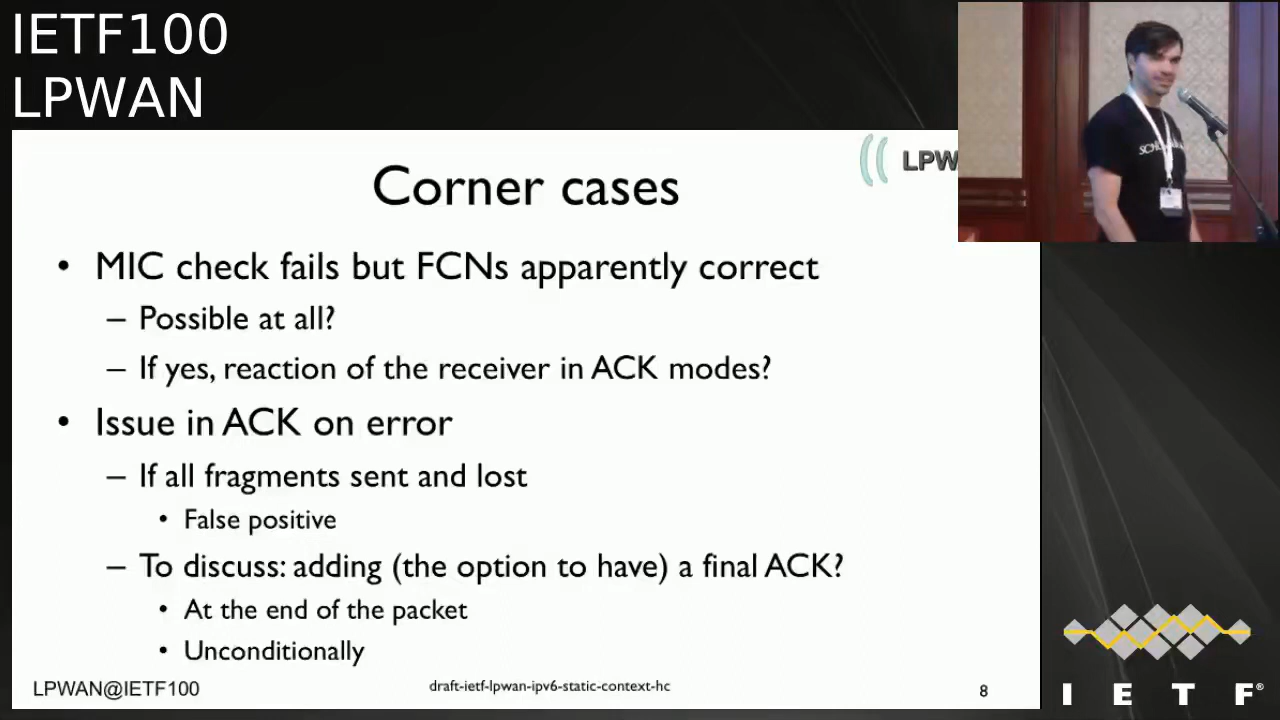 IETF100
LPWAN
LPW
Corner cases
• MIC check fails but FCNs apparently correct
– Possible at all?
– If yes, reaction of the receiver in ACK modes?
• Issue in ACK on error
– If all fragments sent and lost
• False positive
– To discuss: adding (the option to have) a final ACK?
• At the end of the packet
• Unconditionally
LPWAN@IETF100
draft-ietf-lpwan-ipv6-static-context-hc
8
I E T F®